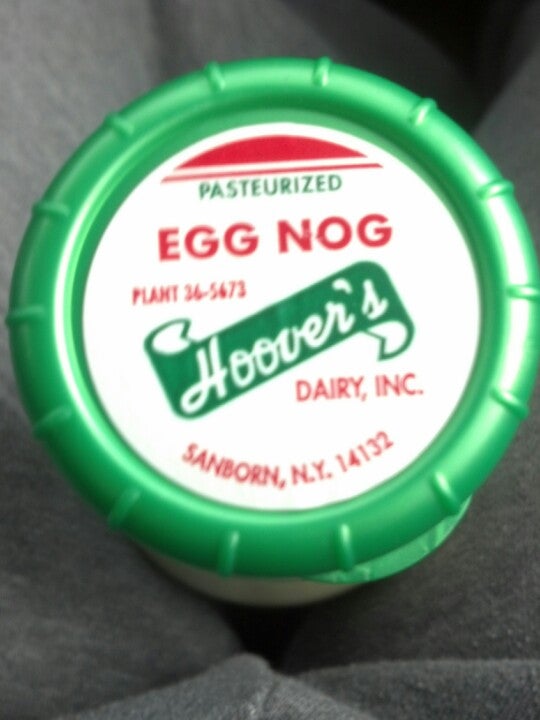 PASTEURIZED
EGG NOG
PLANT 36-5673
Hoover's
DAIRY, INC.
SANBORN, N.Y. 14132